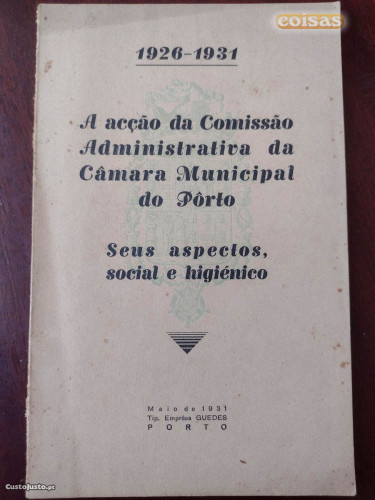 coisas
1926-1931
A acção da Comissão
Administrativa da
Câmara Municipal
do Pôrto
Seus aspectos,
social e higiénico
Maio de 1931
Tip. Emprêsa GUEDES
PORTO
CustoJusto.pt